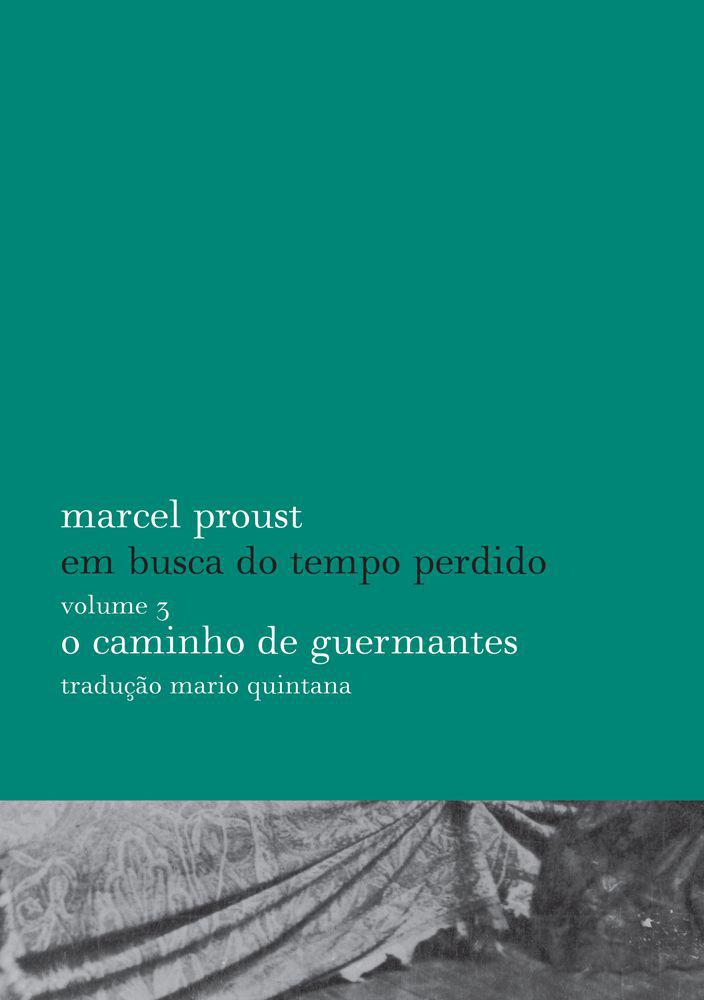 marcel proust
em busca do tempo perdido
volume 3
o caminho de guermantes
tradução mario quintana